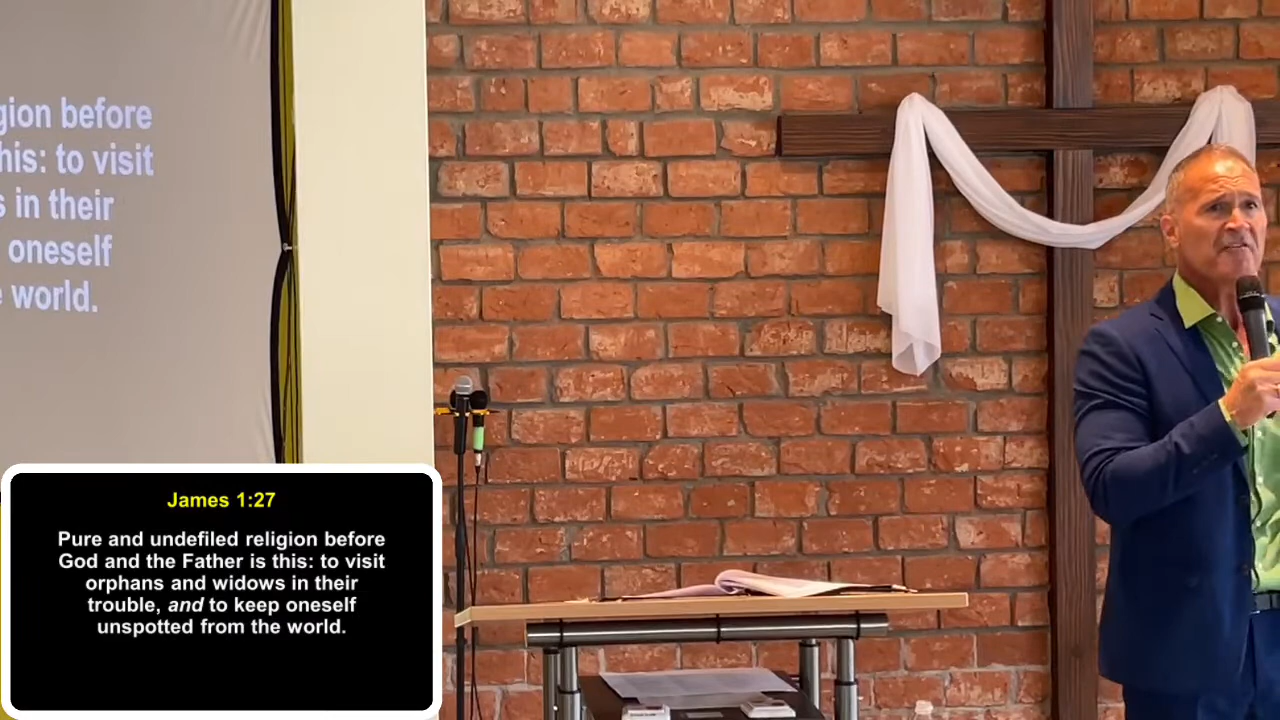 gion before
his: to visit
s in their
oneself
world.
James 1:27
Pure and undefiled religion before
God and the Father is this: to visit
orphans and widows in their
trouble, and to keep oneself
unspotted from the world.